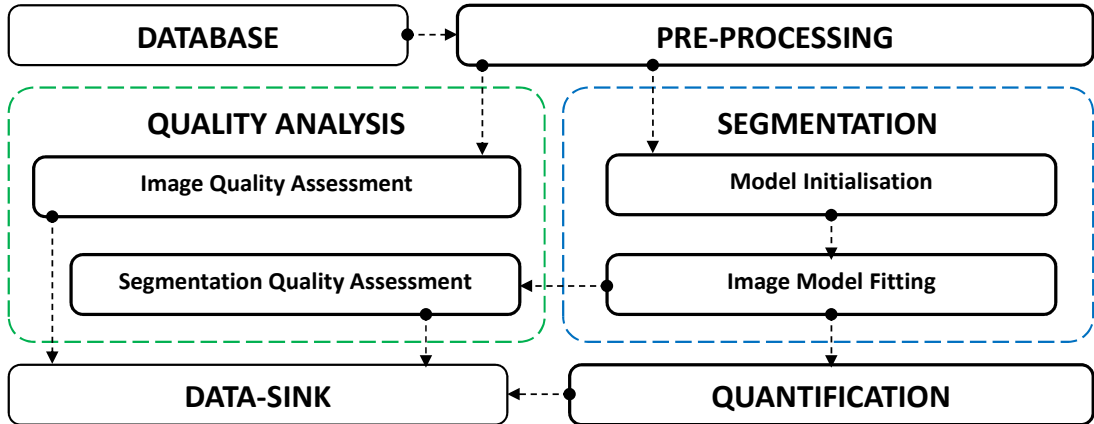 DATABASE
PRE-PROCESSING
QUALITY ANALYSIS
Image Quality Assessment
Segmentation Quality Assessment
SEGMENTATION
Model Initialisation
Image Model Fitting
DATA-SINK
QUANTIFICATION